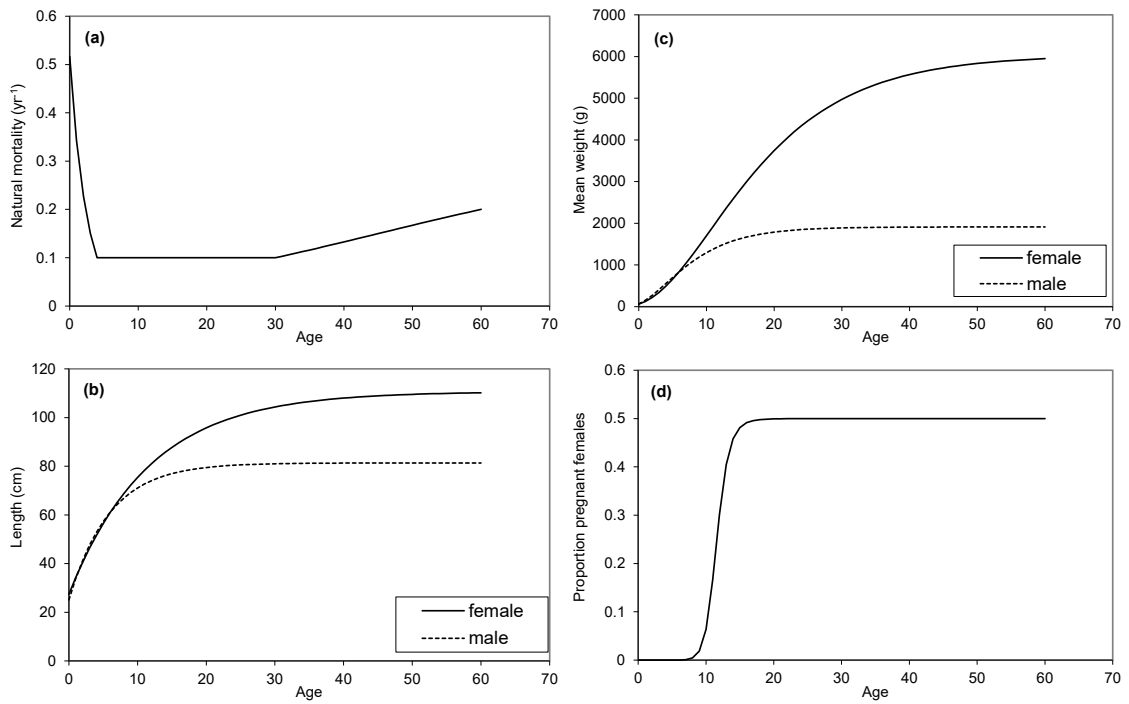 (a)
Natural mortality (yr⁻¹)
0.6
0.5
0.4
0.3
0.2
0.1
0
0 10 20 30 40 50 60 70
Age
(c)
Mean weight (g)
7000
6000
5000
4000
3000
2000
1000
0
female
male
0 10 20 30 40 50 60 70
Age
(b)
Length (cm)
120
100
80
60
40
20
0
female
male
0 10 20 30 40 50 60 70
Age
(d)
Proportion pregnant females
0.6
0.5
0.4
0.3
0.2
0.1
0
0 10 20 30 40 50 60 70
Age